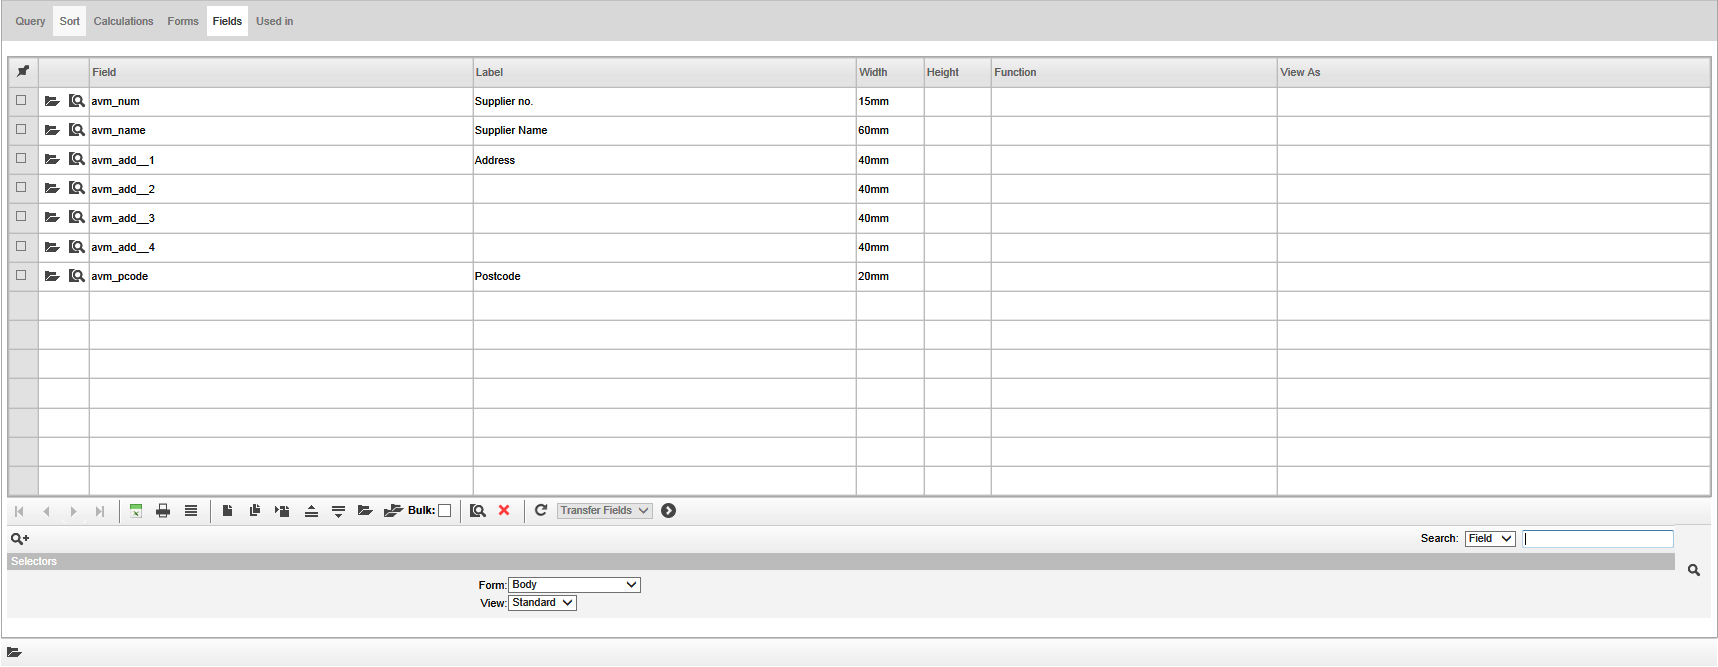 Query Sort Calculations Forms Fields Used in
Field Label Width Height Function View As
avm_num Supplier no. 15mm
avm_name Supplier Name 60mm
avm_add__1 Address 40mm
avm_add__2 40mm
avm_add__3 40mm
avm_add__4 40mm
avm_pcode Postcode 20mm
Bulk: Transfer Fields
Search: Field
Selectors
Form: Body
View: Standard